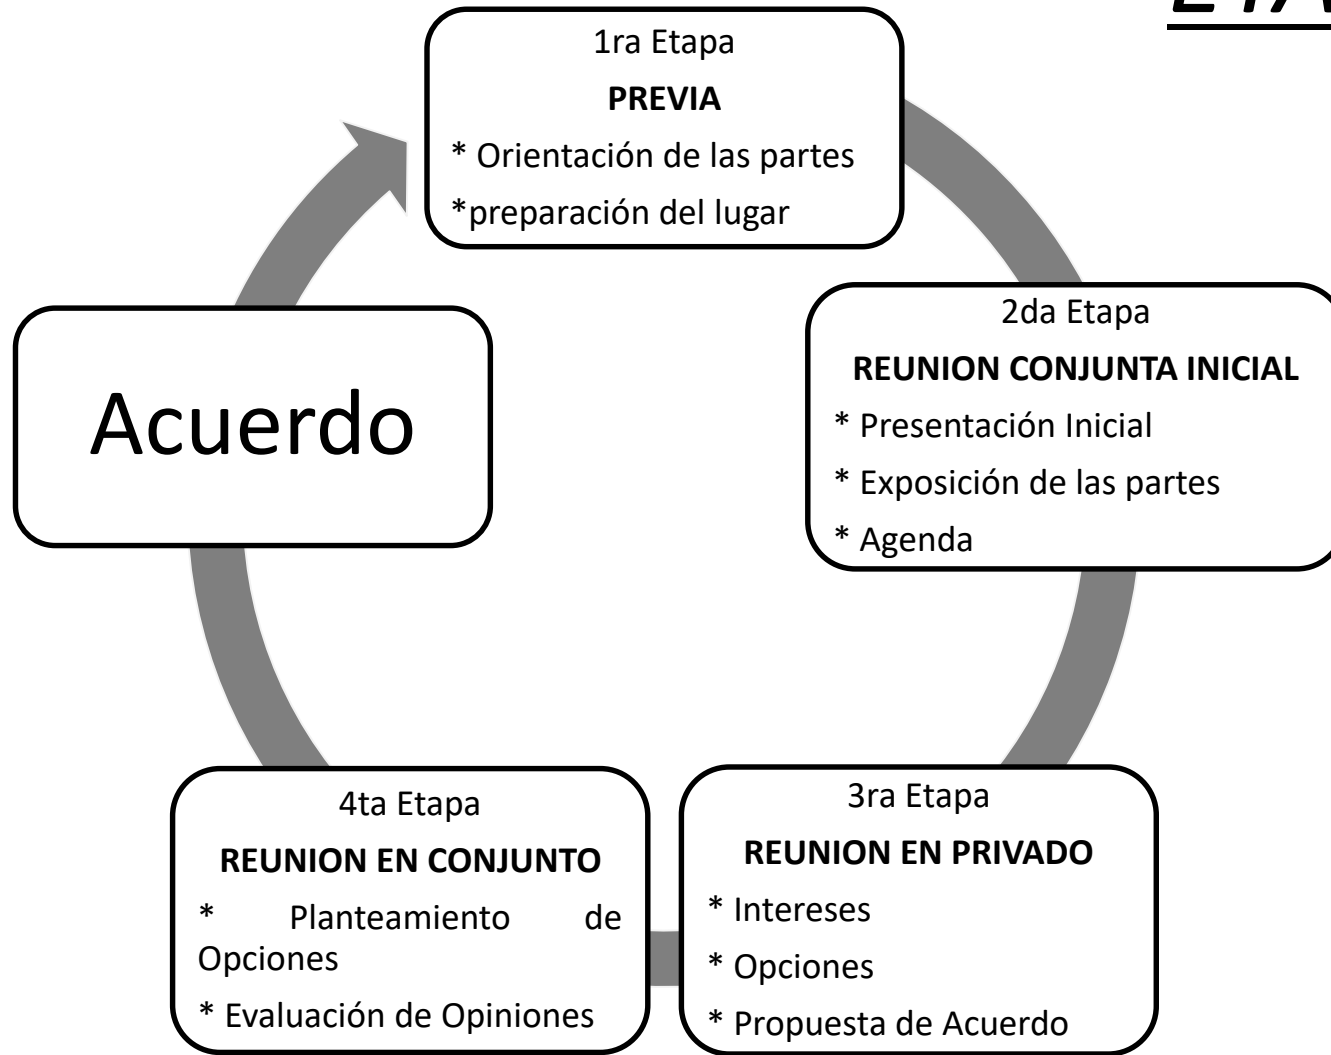 1ra Etapa
PREVIA
* Orientación de las partes
*preparación del lugar
2da Etapa
REUNION CONJUNTA INICIAL
* Presentación Inicial
* Exposición de las partes
* Agenda
3ra Etapa
REUNION EN PRIVADO
* Intereses
* Opciones
* Propuesta de Acuerdo
4ta Etapa
REUNION EN CONJUNTO
* Planteamiento de
Opciones
* Evaluación de Opiniones
Acuerdo